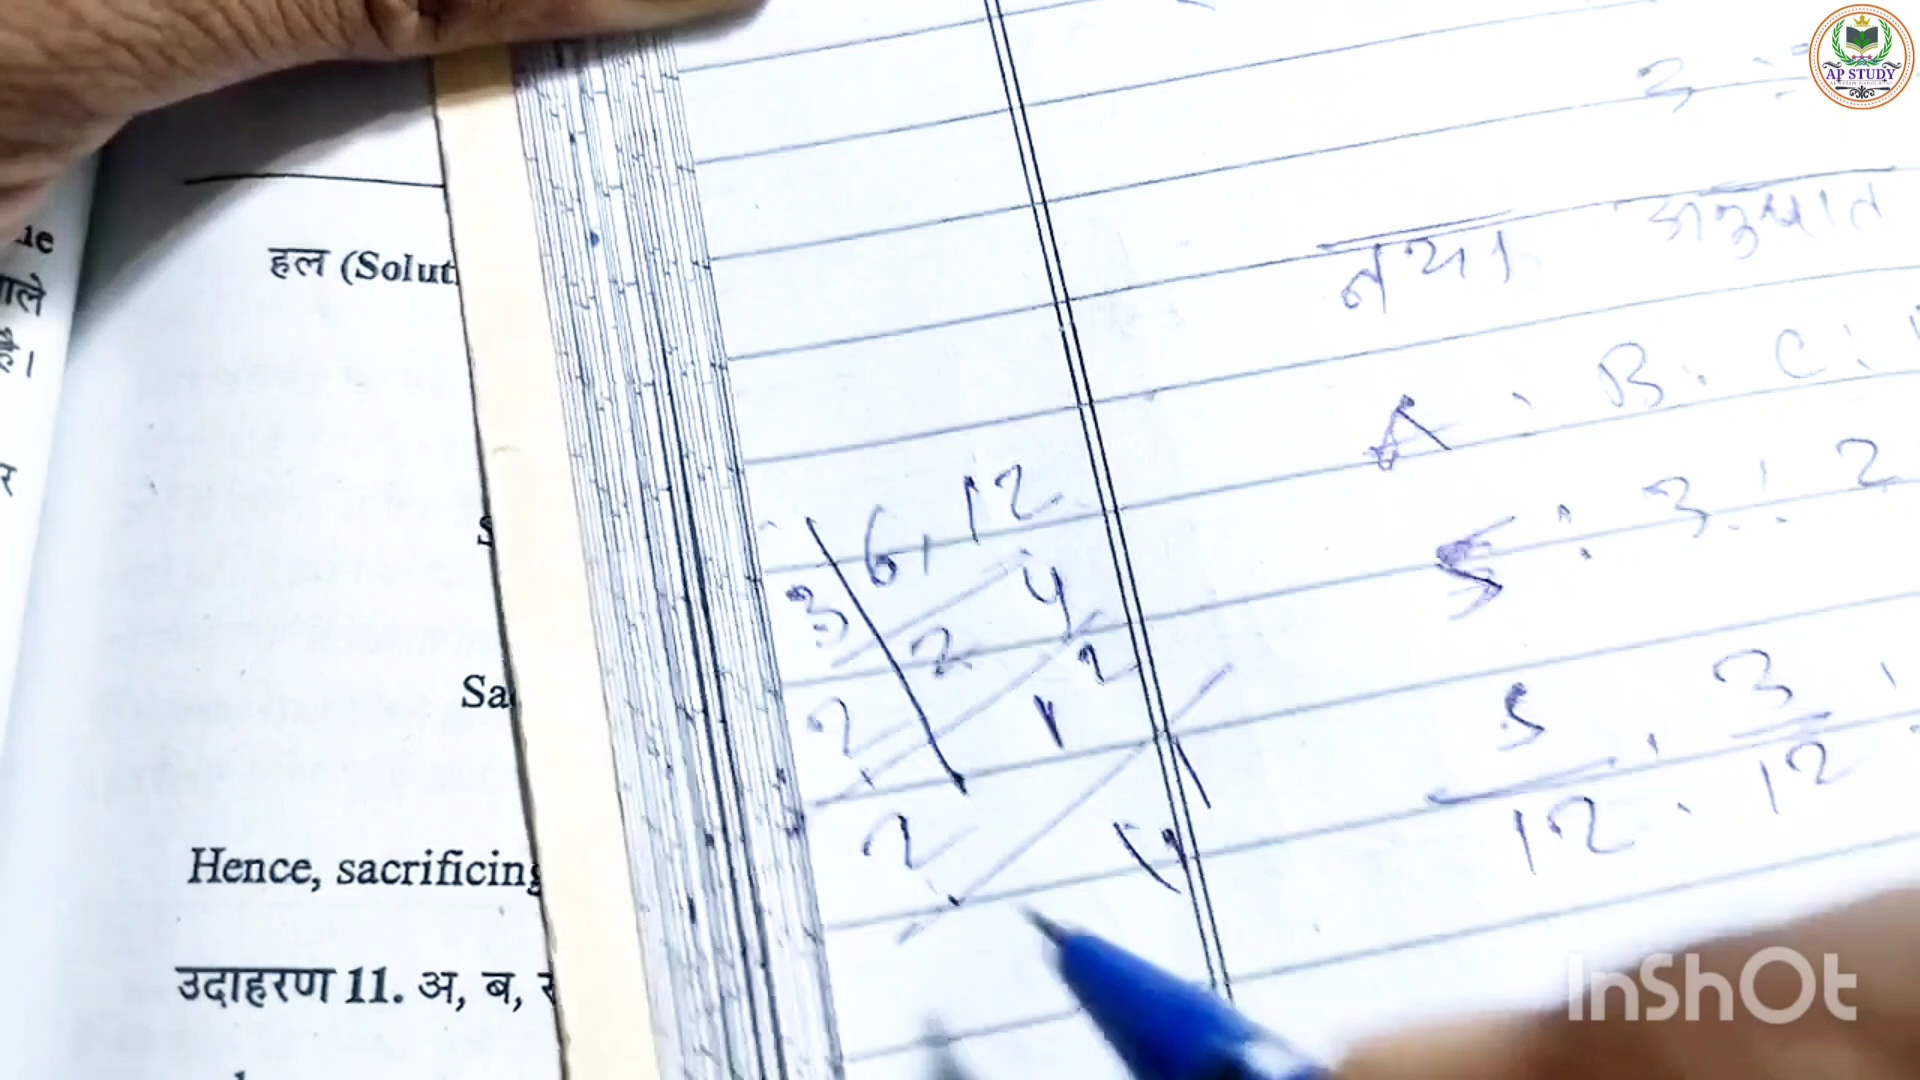 AP STUDY
हल (Solut
Sa
Hence, sacrificing
उदाहरण 11. अ, ब,
नया अनुपात
A : B : C :
5 : 3 : 2
5/12 : 3/12 :
6, 12
3 2 4
2 1 2
2
InShOt